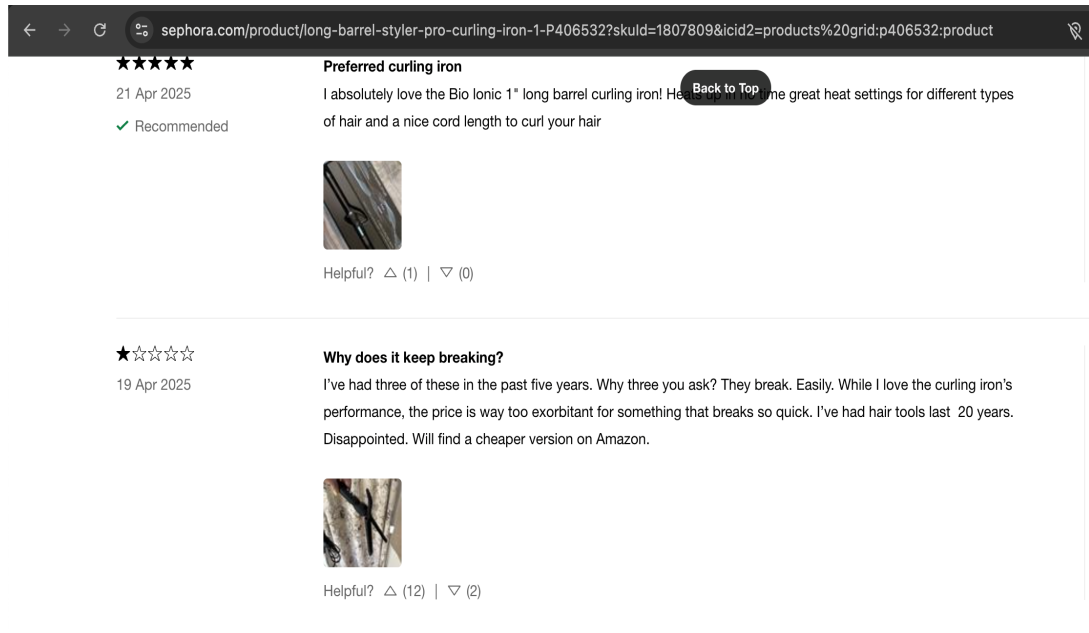 sephora.com/product/long-barrel-styler-pro-curling-iron-1-P406532?skuId=1807809&icid2=products%20grid:p406532:product
★★★★★
Preferred curling iron
Back to Top
21 Apr 2025
I absolutely love the Bio Ionic 1" long barrel curling iron! Heats up in no time great heat settings for different types
✓ Recommended
of hair and a nice cord length to curl your hair
Helpful? △ (1) | ▽ (0)
★☆☆☆☆
Why does it keep breaking?
19 Apr 2025
I've had three of these in the past five years. Why three you ask? They break. Easily. While I love the curling iron's
performance, the price is way too exorbitant for something that breaks so quick. I've had hair tools last  20 years.
Disappointed. Will find a cheaper version on Amazon.
Helpful? △ (12) | ▽ (2)